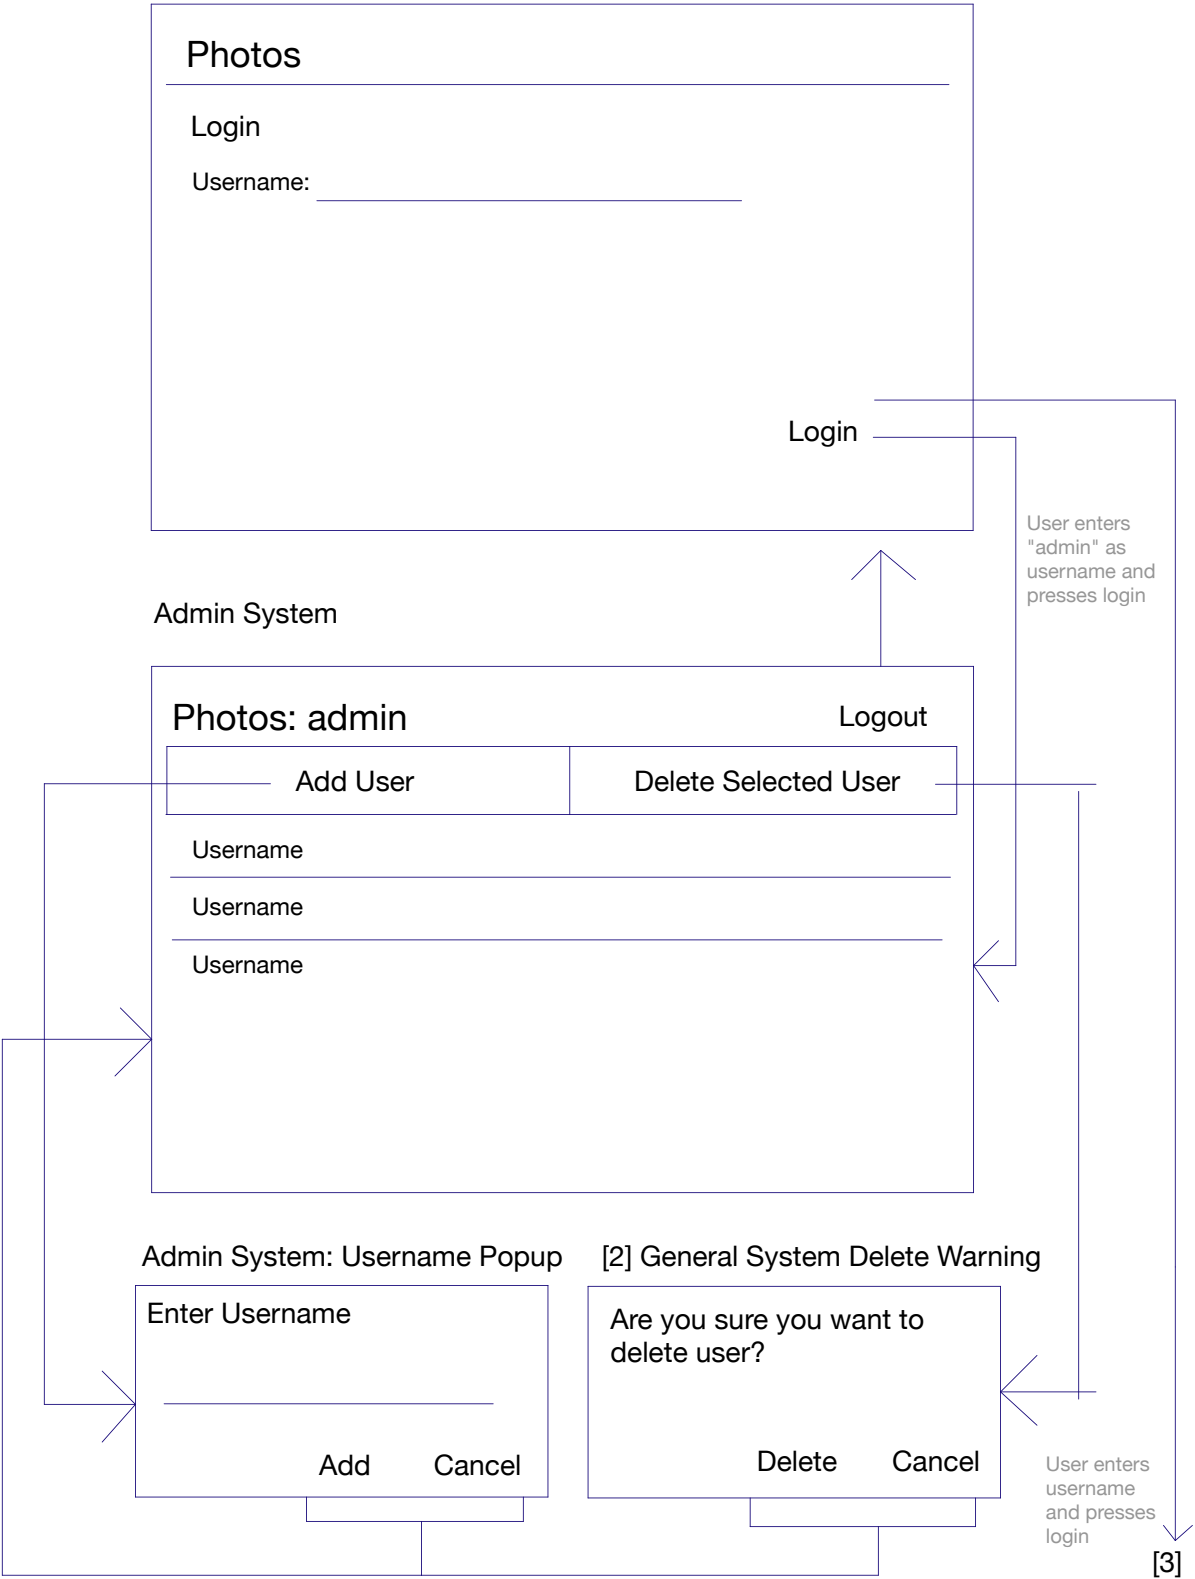 Photos
Login
Username:
Login
User enters
"admin" as
username and
presses login
Admin System
Photos: admin
Logout
Add User
Delete Selected User
Username
Username
Username
Admin System: Username Popup
[2] General System Delete Warning
Enter Username
Are you sure you want to
delete user?
Add
Cancel
Delete
Cancel
User enters
username
and presses
login
[3]